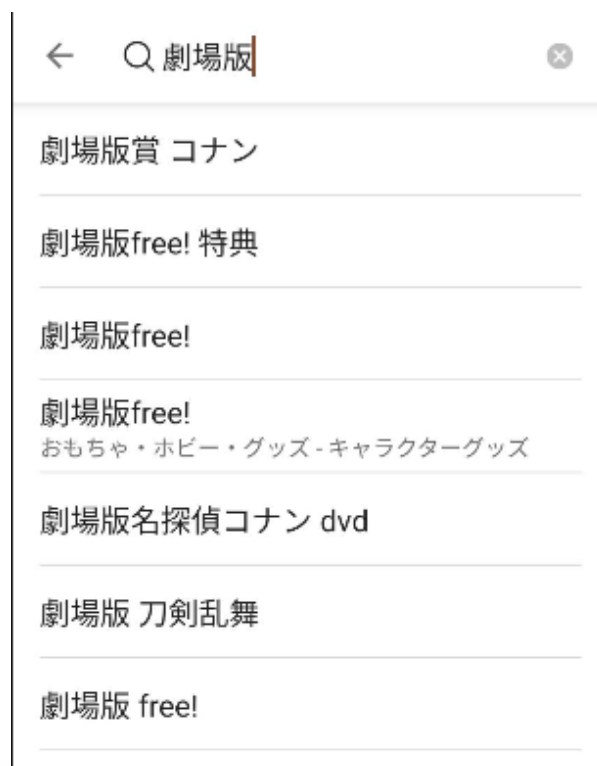 劇場版
劇場版賞 コナン
劇場版free! 特典
劇場版free!
劇場版free!
おもちゃ・ホビー・グッズ - キャラクターグッズ
劇場版名探偵コナン dvd
劇場版 刀剣乱舞
劇場版 free!